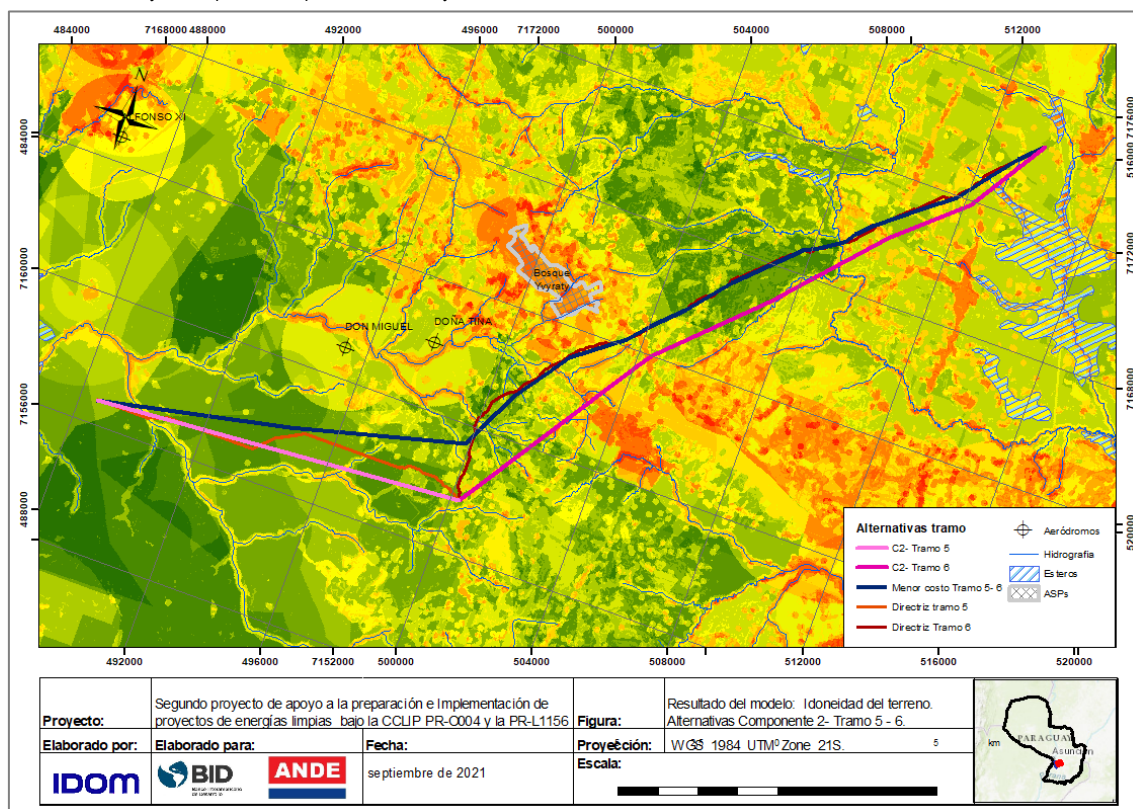 484000 7168000 488000 492000 496000 7172000 500000 504000 508000 512000
N
FONSO XI
484000
7160000
7156000
488000
7176000
516000
7172000
7168000
520000
Bosque
Yvyraty
DON MIGUEL
DOÑA TINA
Alternativas tramo
C2- Tramo 5
C2- Tramo 6
Menor costo Tramo 5- 6
Directriz tramo 5
Directriz Tramo 6
Aeródromos
Hidrografia
Esteros
ASPs
492000 496000 7152000 500000 504000 508000 512000 516000 520000
Proyecto:
Segundo proyecto de apoyo a la preparación e Implementación de
proyectos de energías limpias bajo la CCLIP PR-O004 y la PR-L1156
Figura:
Resultado del modelo: Idoneidad del terreno.
Alternativas Componente 2- Tramo 5 - 6.
Elaborado por:
Elaborado para:
Fecha:
Proyección:
1984 UTM Zone 21S.
5
km
IDOM
BID
ANDE
septiembre de 2021
Escala:
PARAGUAY